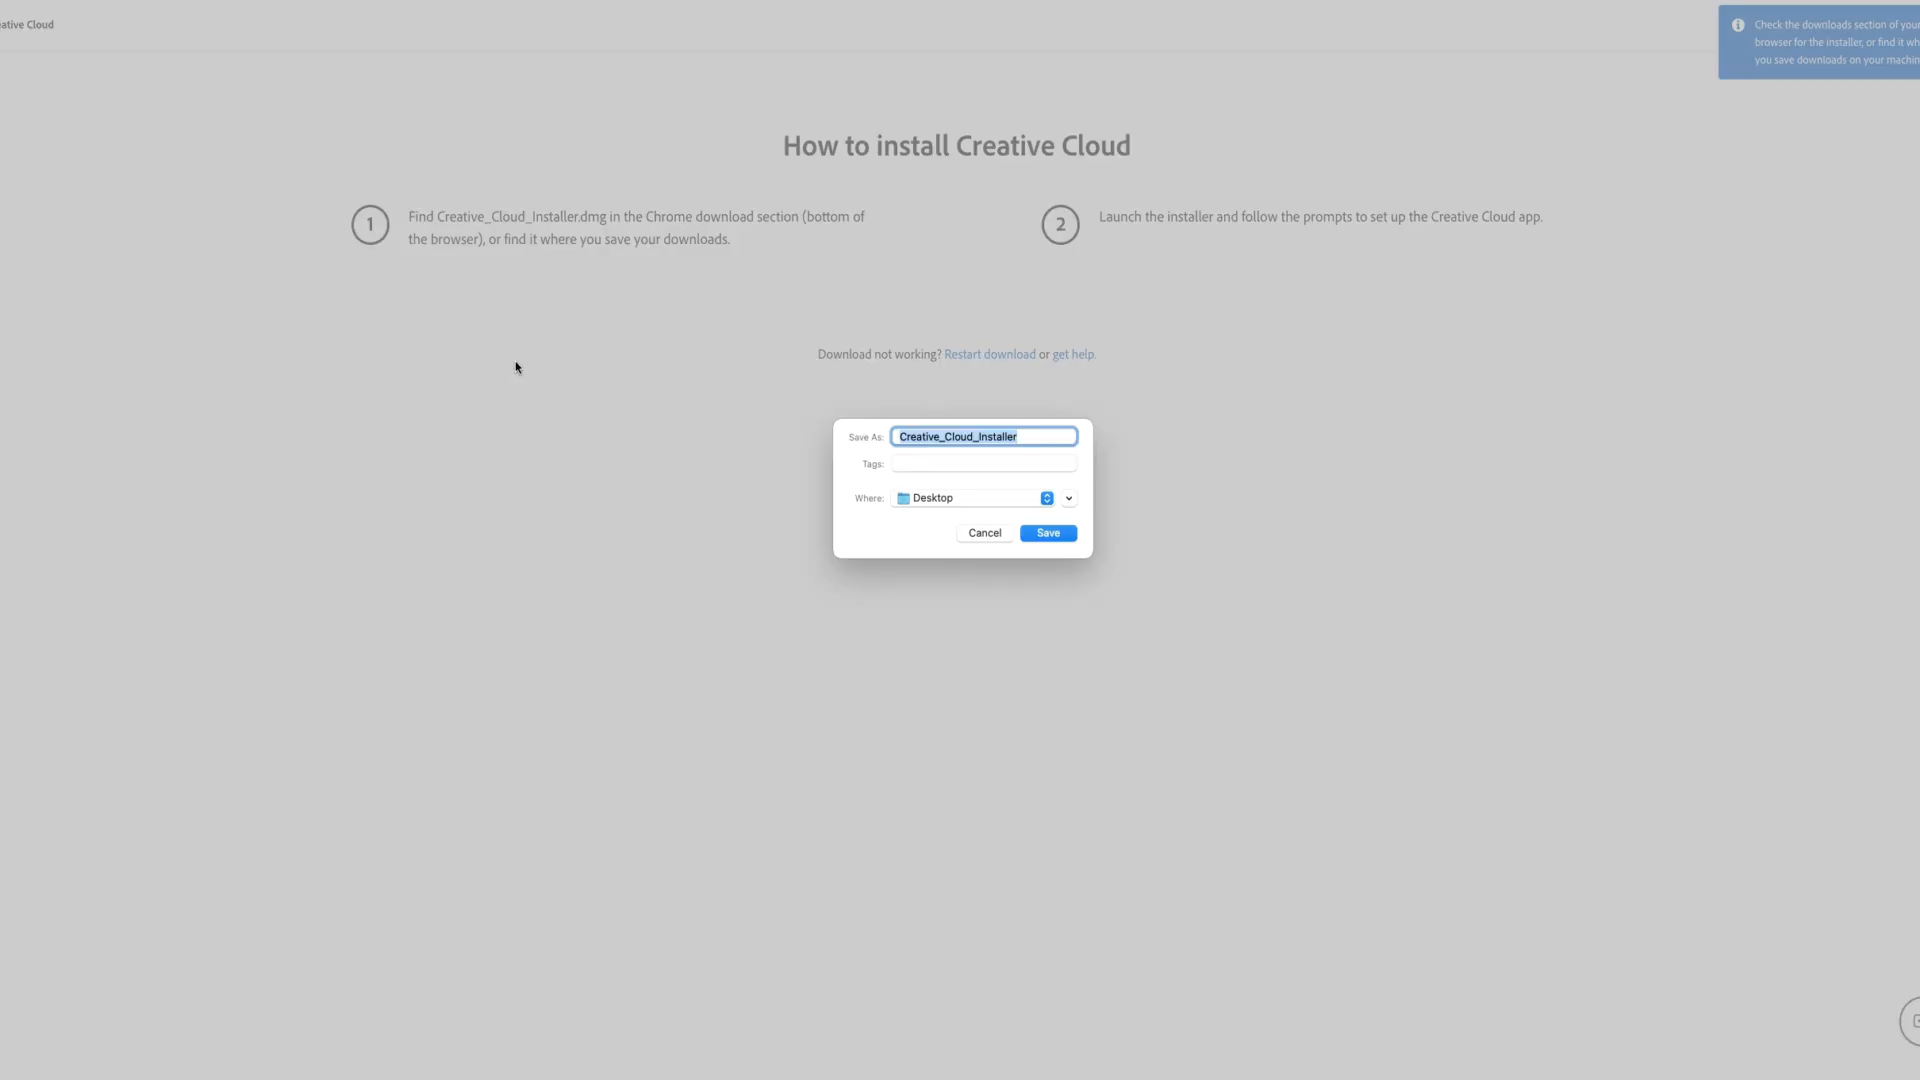 ative Cloud
Check the downloads section of your
browser for the installer, or find it wh
you save downloads on your machin
How to install Creative Cloud
1
Find Creative_Cloud_Installer.dmg in the Chrome download section (bottom of
the browser), or find it where you save your downloads.
2
Launch the installer and follow the prompts to set up the Creative Cloud app.
Download not working? Restart download or get help.
Save As: Creative_Cloud_Installer
Tags:
Where: Desktop
Cancel Save